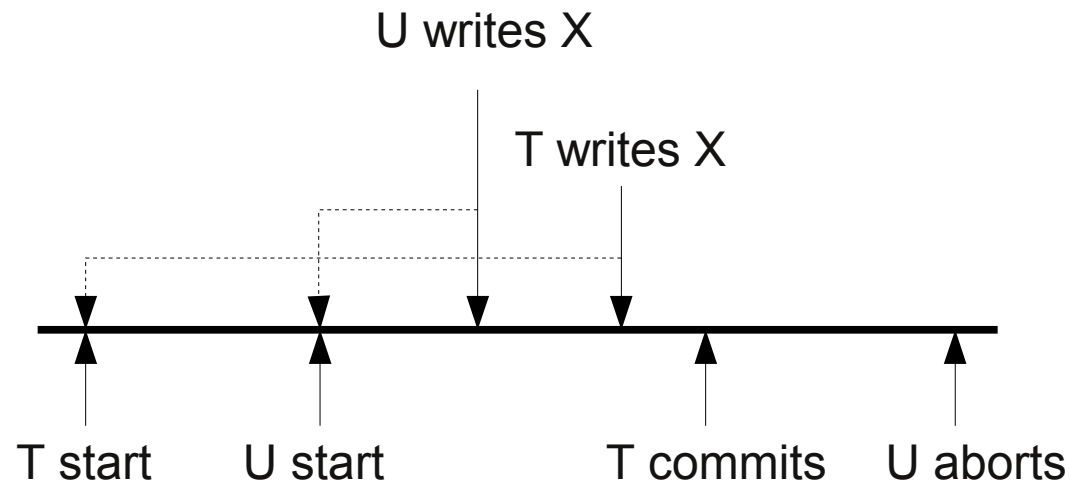 U writes X
T writes X
T start
U start
T commits
U aborts